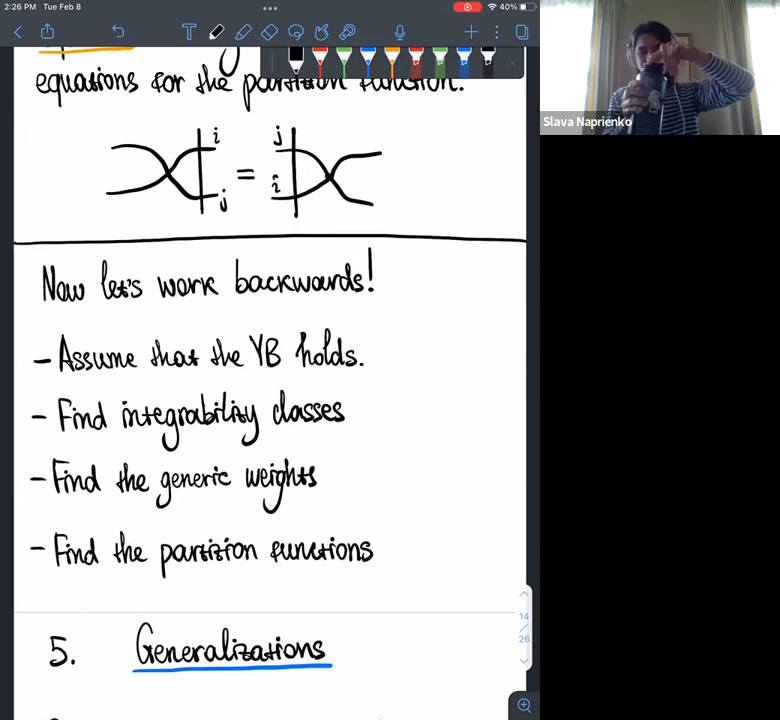 2:26 PM Tue Feb 8
40%
equations for the partition function.
i j
= i
j
Now let's work backwards!
- Assume that the YB holds.
- Find integrability classes
- Find the generic weights
- Find the partition functions
14
26
5. Generalizations
Slava Naprienko